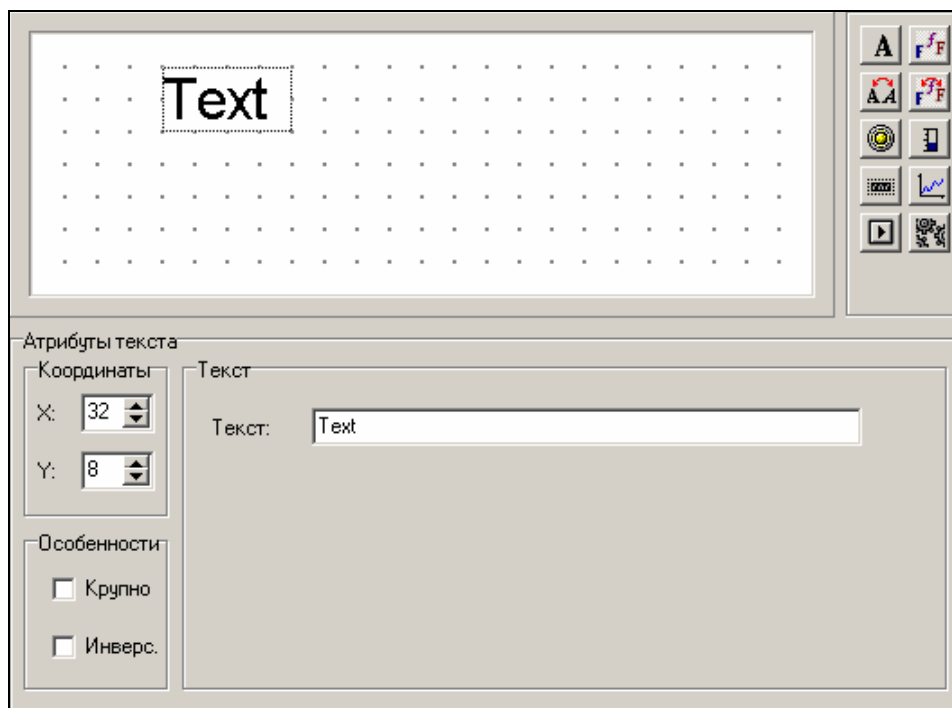 Text
Атрибуты текста
Координаты
X: 32
Y: 8
Особенности
Крупно
Инверс.
Текст
Текст: Text